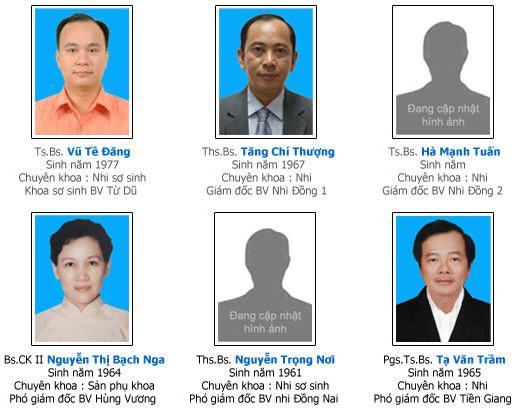 Ts.Bs. Vũ Tề Đăng
Sinh năm 1977
Chuyên khoa : Nhi sơ sinh
Khoa sơ sinh BV Từ Dũ
Ths.Bs. Tăng Chí Thượng
Sinh năm 1967
Chuyên khoa : Nhi
Giám đốc BV Nhi Đồng 1
Đang cập nhật
hình ảnh
Ts.Bs. Hà Mạnh Tuấn
Sinh năm
Chuyên khoa : Nhi
Giám đốc BV Nhi Đồng 2
Bs.CK II Nguyễn Thị Bạch Nga
Sinh năm 1964
Chuyên khoa : Sản phụ khoa
Phó giám đốc BV Hùng Vương
Đang cập nhật
hình ảnh
Ths.Bs. Nguyễn Trọng Nơi
Sinh năm 1961
Chuyên khoa : Nhi sơ sinh
Phó giám đốc BV nhi Đồng Nai
Pgs.Ts.Bs. Tạ Văn Trầm
Sinh năm 1965
Chuyên khoa : Nhi
Phó giám đốc BV Tiền Giang